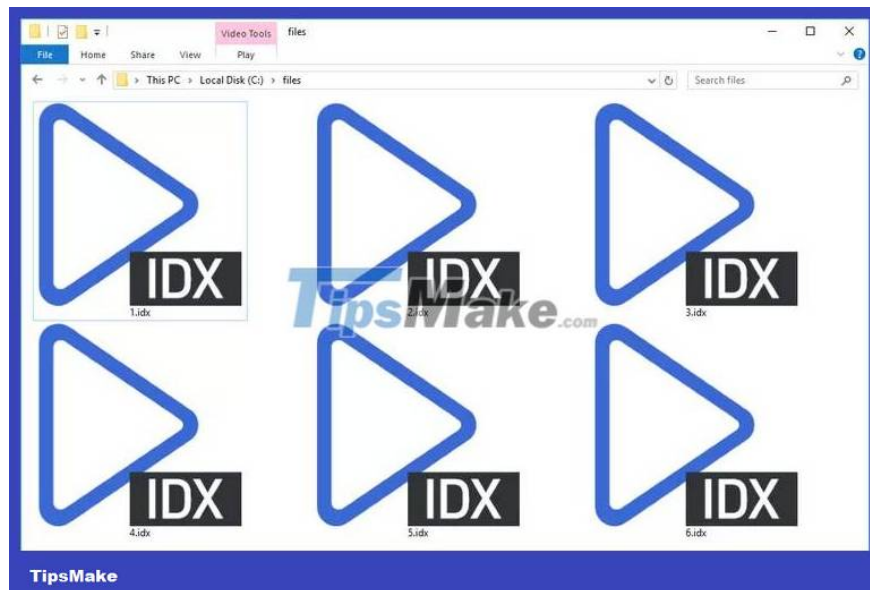 Video Tools files
File Home Share View Play
This PC > Local Disk (C:) > files Search files
IDX IDX IDX
1.idx 2.idx 3.idx
TipsMake.com
IDX IDX IDX
4.idx 5.idx 6.idx
TipsMake